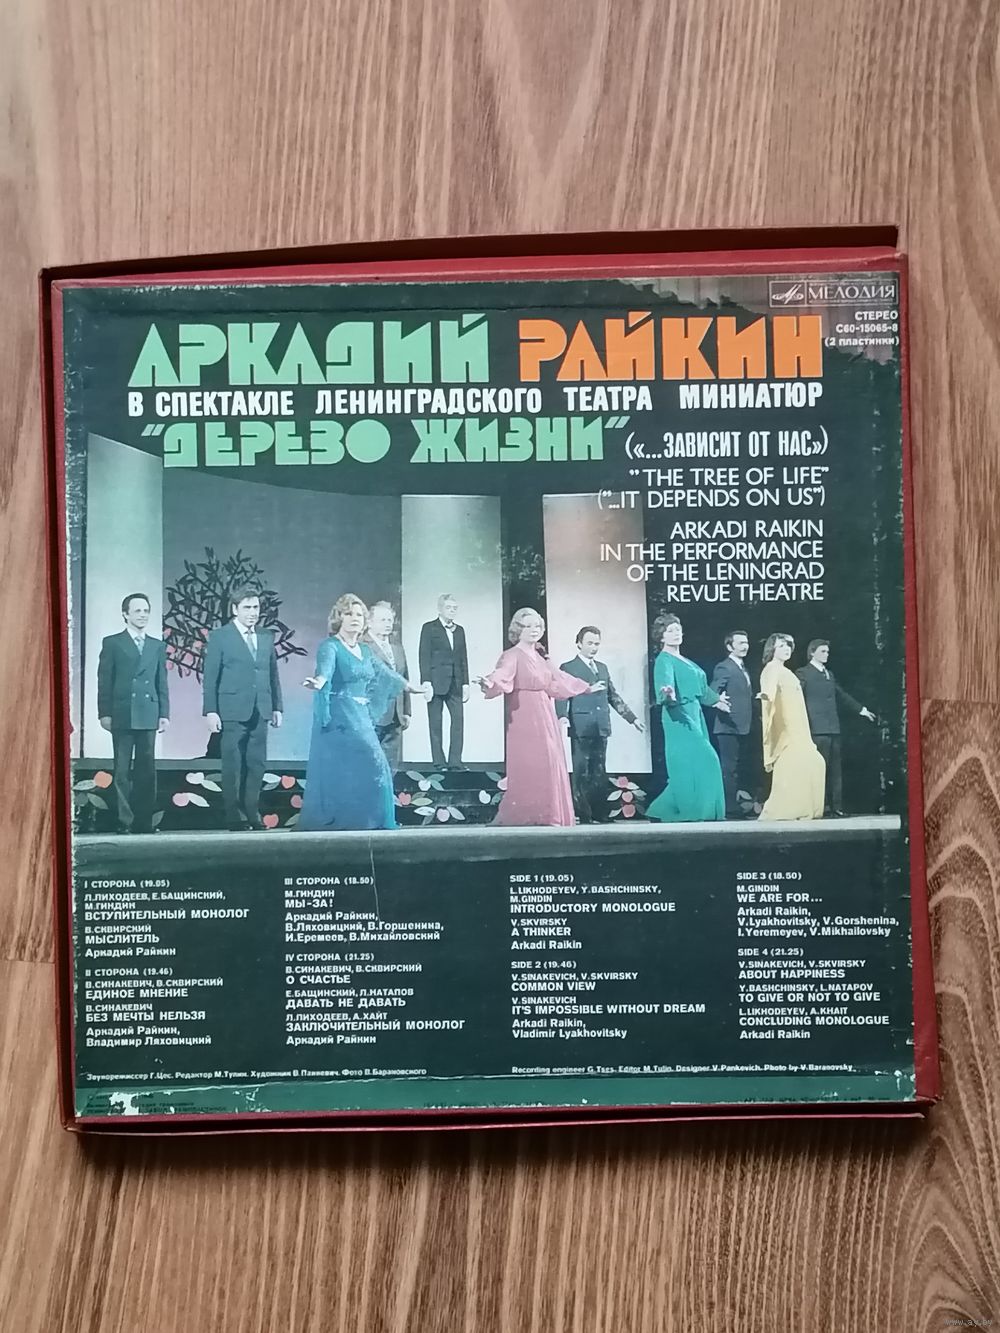 МЕЛОДИЯ
СТЕРЕО
С60-15065-8
(2 пластинки)
АРКАДИЙ РАЙКИН
В СПЕКТАКЛЕ ЛЕНИНГРАДСКОГО ТЕАТРА МИНИАТЮР
"ДЕРЕВО ЖИЗНИ" («...ЗАВИСИТ ОТ НАС»)
"THE TREE OF LIFE"
("...IT DEPENDS ON US")
ARKADI RAIKIN
IN THE PERFORMANCE
OF THE LENINGRAD
REVUE THEATRE
I СТОРОНА (19.05)
Л.ЛИХОДЕЕВ, Е.БАЩИНСКИЙ,
М.ГИНДИН
ВСТУПИТЕЛЬНЫЙ МОНОЛОГ
В.СКВИРСКИЙ
МЫСЛИТЕЛЬ
Аркадий Райкин
II СТОРОНА (19.46)
В.СИНАКЕВИЧ, В.СКВИРСКИЙ
ЕДИНОЕ МНЕНИЕ
В.СИНАКЕВИЧ
БЕЗ МЕЧТЫ НЕЛЬЗЯ
Аркадий Райкин,
Владимир Ляховицкий
III СТОРОНА (18.50)
М.ГИНДИН
МЫ-ЗА!
Аркадий Райкин,
В.Ляховицкий, В.Горшенина,
И.Еремеев, В.Михайловский
IV СТОРОНА (21.25)
В.СИНАКЕВИЧ, В.СКВИРСКИЙ
О СЧАСТЬЕ
Е.БАЩИНСКИЙ, Л.НАТАПОВ
ДАВАТЬ НЕ ДАВАТЬ
Л.ЛИХОДЕЕВ, А.ХАЙТ
ЗАКЛЮЧИТЕЛЬНЫЙ МОНОЛОГ
Аркадий Райкин
SIDE 1 (19.05)
L.LIKHODEYEV, Y.BASHCHINSKY,
M.GINDIN
INTRODUCTORY MONOLOGUE
V.SKVIRSKY
A THINKER
Arkadi Raikin
SIDE 2 (19.46)
V.SINAKEVICH, V.SKVIRSKY
COMMON VIEW
V.SINAKEVICH
IT'S IMPOSSIBLE WITHOUT DREAM
Arkadi Raikin,
Vladimir Lyakhovitsky
SIDE 3 (18.50)
M.GINDIN
WE ARE FOR...
Arkadi Raikin,
V.Lyakhovitsky, V.Gorshenina,
I.Yeremeyev, V.Mikhailovsky
SIDE 4 (21.25)
V.SINAKEVICH, V.SKVIRSKY
ABOUT HAPPINESS
Y.BASHCHINSKY, L.NATAPOV
TO GIVE OR NOT TO GIVE
L.LIKHODEYEV, A.KHAIT
CONCLUDING MONOLOGUE
Arkadi Raikin
Звукорежиссер Г.Цес. Редактор М.Тулин. Художник В.Панкевич. Фото В.Барановского
Recording engineer G.Tses. Editor M.Tulin. Designer V.Pankevich. Photo by V.Baranovsky
www.ay.by